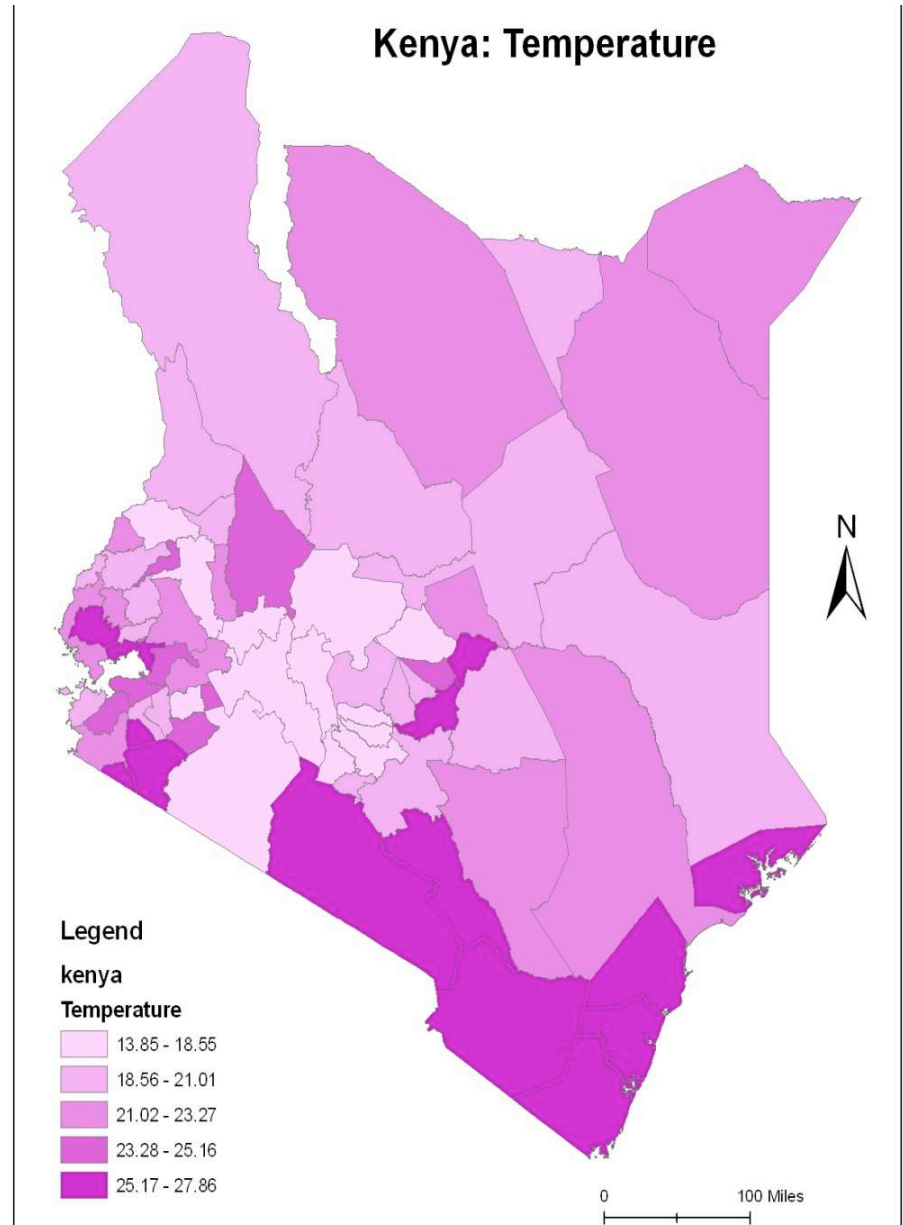 Kenya: Temperature
N
Legend
kenya
Temperature
13.85 - 18.55
18.56 - 21.01
21.02 - 23.27
23.28 - 25.16
25.17 - 27.86
0 100 Miles